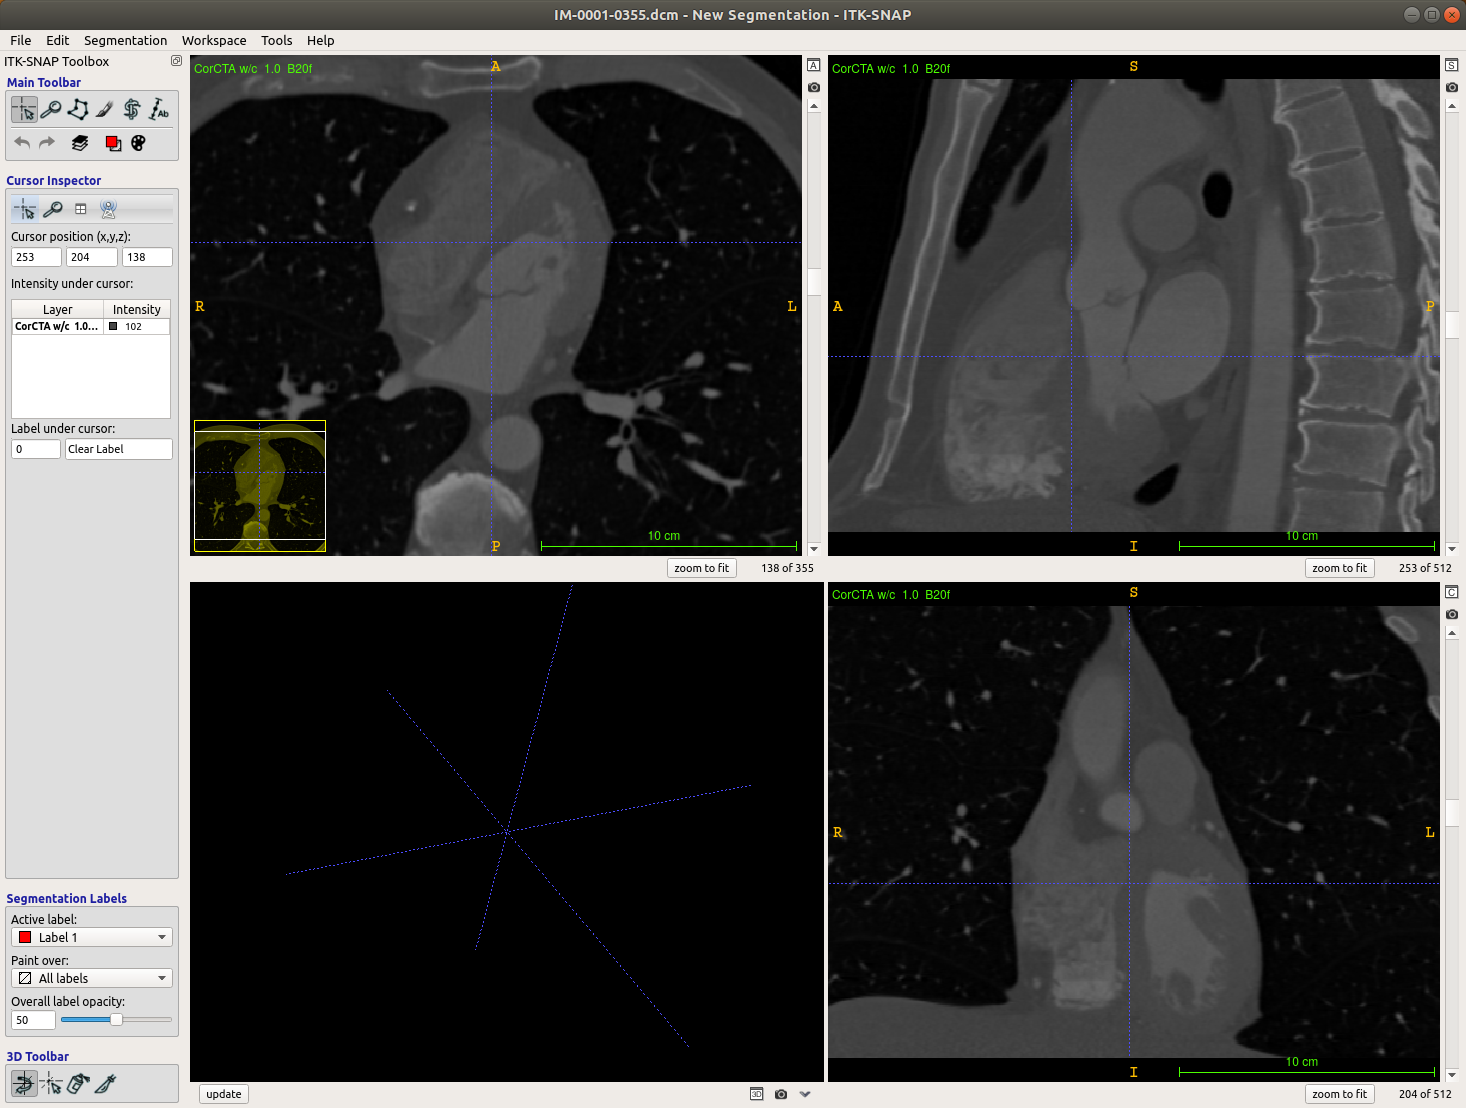 IM-0001-0355.dcm - New Segmentation - ITK-SNAP
File Edit Segmentation Workspace Tools Help
ITK-SNAP Toolbox
Main Toolbar
Ab
Cursor Inspector
Cursor position (x,y,z):
253 204 138
Intensity under cursor:
Layer Intensity
CorCTA w/c 1.0... 102
Label under cursor:
0 Clear Label
Segmentation Labels
Active label:
Label 1
Paint over:
All labels
Overall label opacity:
50
3D Toolbar
CorCTA w/c 1.0 B20f
A
R
L
P
10 cm
A
zoom to fit 138 of 355
CorCTA w/c 1.0 B20f
S
A
P
I
10 cm
S
zoom to fit 253 of 512
update
3D
CorCTA w/c 1.0 B20f
S
R
L
I
10 cm
C
zoom to fit 204 of 512